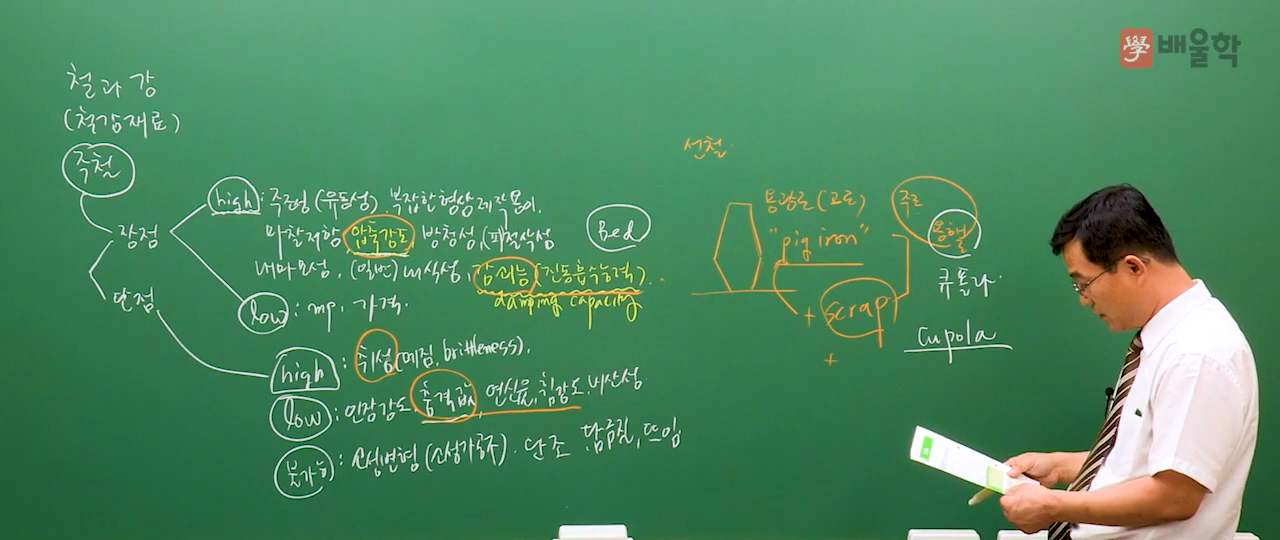 學 배울학
철과 강
(철강재료)
주철
장점
high : 주조성 (유동성) 복잡한 형상 제작 용이.
마찰저항 압축강도 방청성, (피)절삭성
내마모성, (일반) 내식성, 감쇠능 (진동흡수능력)
damping capacity
low : mp, 가격.
단점
high : 취성 (메짐, brittleness).
low : 인장강도, 충격값, 연신율, 휨강도, 내산성
불가능 : 소성변형 (소성가공) . 단조 담금질, 뜨임
Bed
선철.
용광로 (고로)
"pig iron"
+ scrap
+
주로
용해
큐폴라.
Cupola